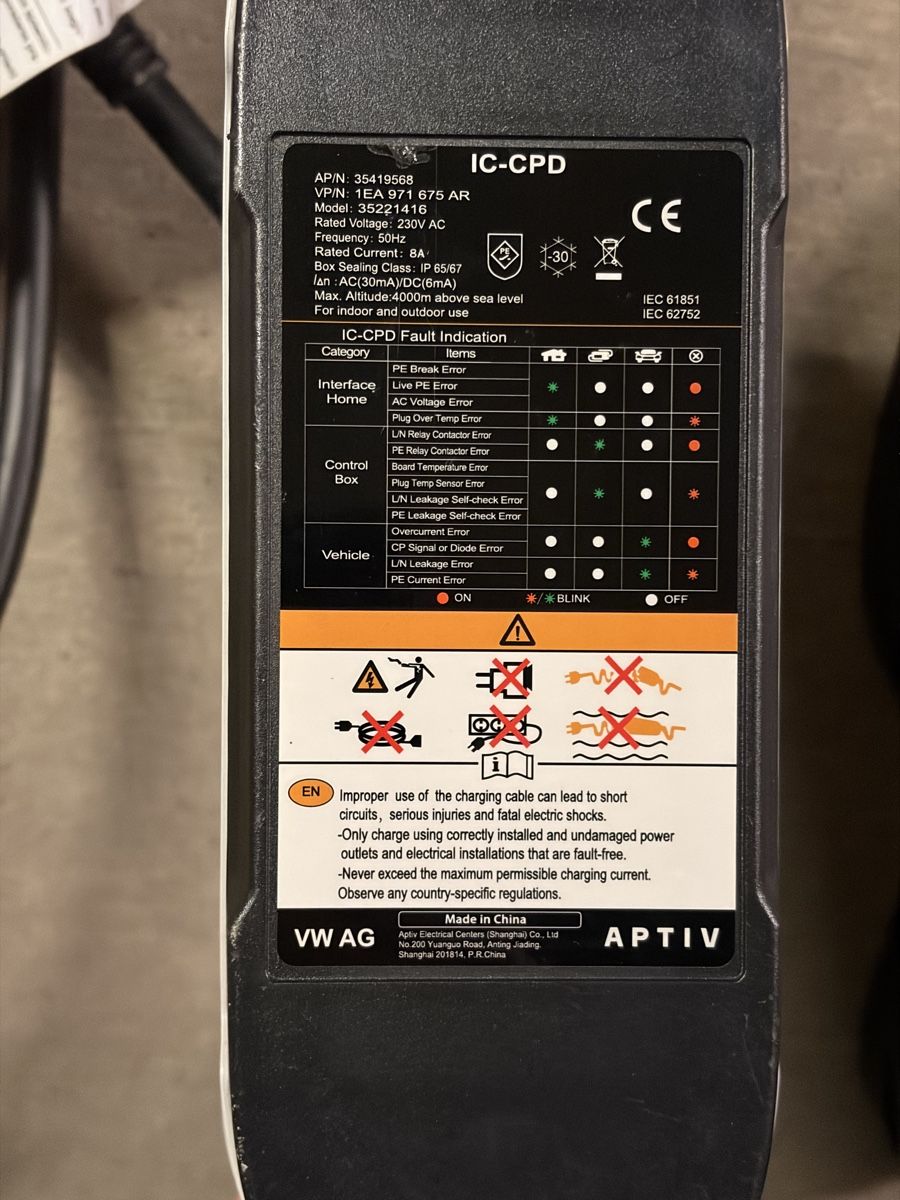 IC-CPD
AP/N: 35419568
VP/N: 1EA 971 675 AR
Model: 35221416
Rated Voltage: 230V AC
Frequency: 50Hz
Rated Current: 8A
Box Sealing Class: IP 65/67
I∆n : AC(30mA)/DC(6mA)
Max. Altitude:4000m above sea level
For indoor and outdoor use
CE
PE
-30
IEC 61851
IEC 62752
IC-CPD Fault Indication
Category Items
Interface Home
PE Break Error
Live PE Error
AC Voltage Error
Plug Over Temp Error
Control Box
L/N Relay Contactor Error
PE Relay Contactor Error
Board Temperature Error
Plug Temp Sensor Error
L/N Leakage Self-check Error
PE Leakage Self-check Error
Vehicle
Overcurrent Error
CP Signal or Diode Error
L/N Leakage Error
PE Current Error
ON / BLINK OFF
i
EN
Improper use of the charging cable can lead to short
circuits, serious injuries and fatal electric shocks.
-Only charge using correctly installed and undamaged power
outlets and electrical installations that are fault-free.
-Never exceed the maximum permissible charging current.
Observe any country-specific regulations.
VW AG
Made in China
Aptiv Electrical Centers (Shanghai) Co., Ltd
No.200 Yuanguo Road, Anting Jiading.
Shanghai 201814, P.R.China
APTIV